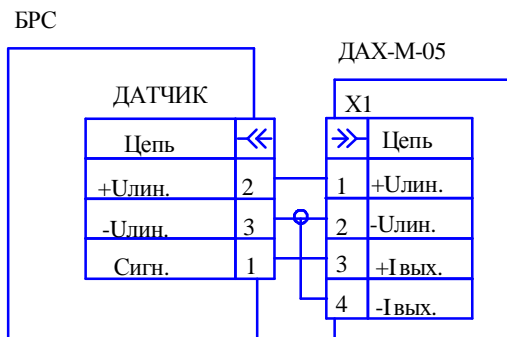 БРС
ДАХ-М-05
ДАТЧИК
X1
Цепь
Цепь
+Uлин. 2
1 +Uлин.
-Uлин. 3
2 -Uлин.
Сигн. 1
3 +Iвых.
4 -Iвых.